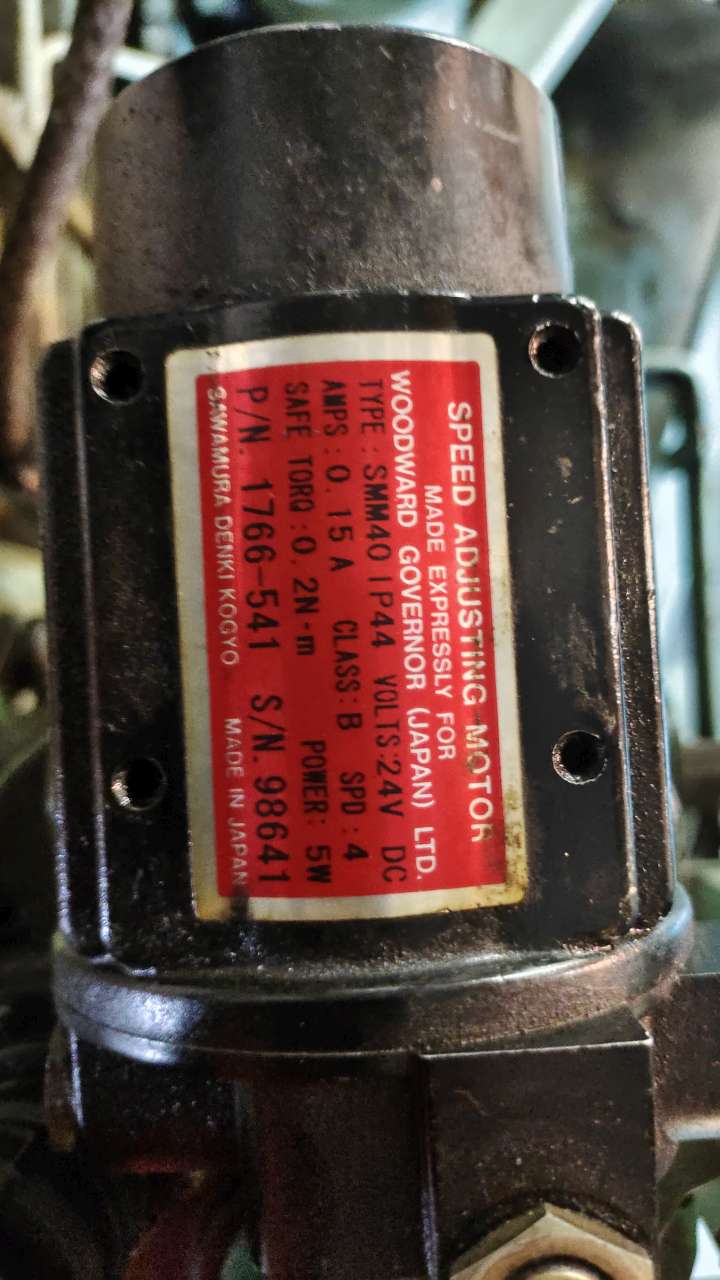 SPEED ADJUSTING MOTOR
MADE EXPRESSLY FOR
WOODWARD GOVERNOR (JAPAN) LTD.
TYPE : SMM40 IP44 VOLTS:24V DC
AMPS : 0.15A CLASS: B SPD : 4
SAFE TORQ : 0.2N-m POWER: 5W
P/N. 1766-541 S/N. 98641
SAWAMURA DENKI KOGYO MADE IN JAPAN